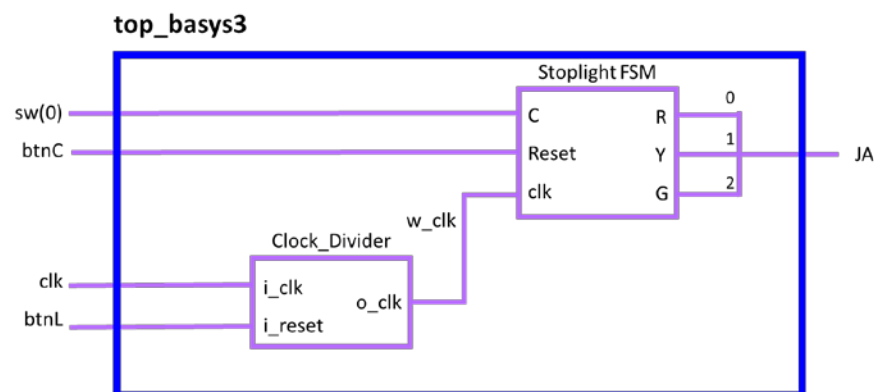 top_basys3
Stoplight FSM
sw(0)
C
R
0
btnC
Reset
Y
1
JA
clk
G
2
w_clk
Clock_Divider
clk
i_clk
o_clk
btnL
i_reset